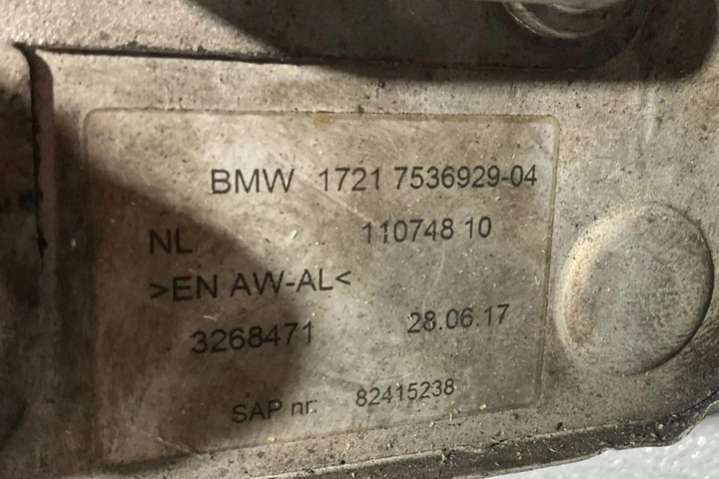 BMW 1721 7536929-04
NL 110748 10
>EN AW-AL<
3268471 28.06.17
SAP nr. 82415238